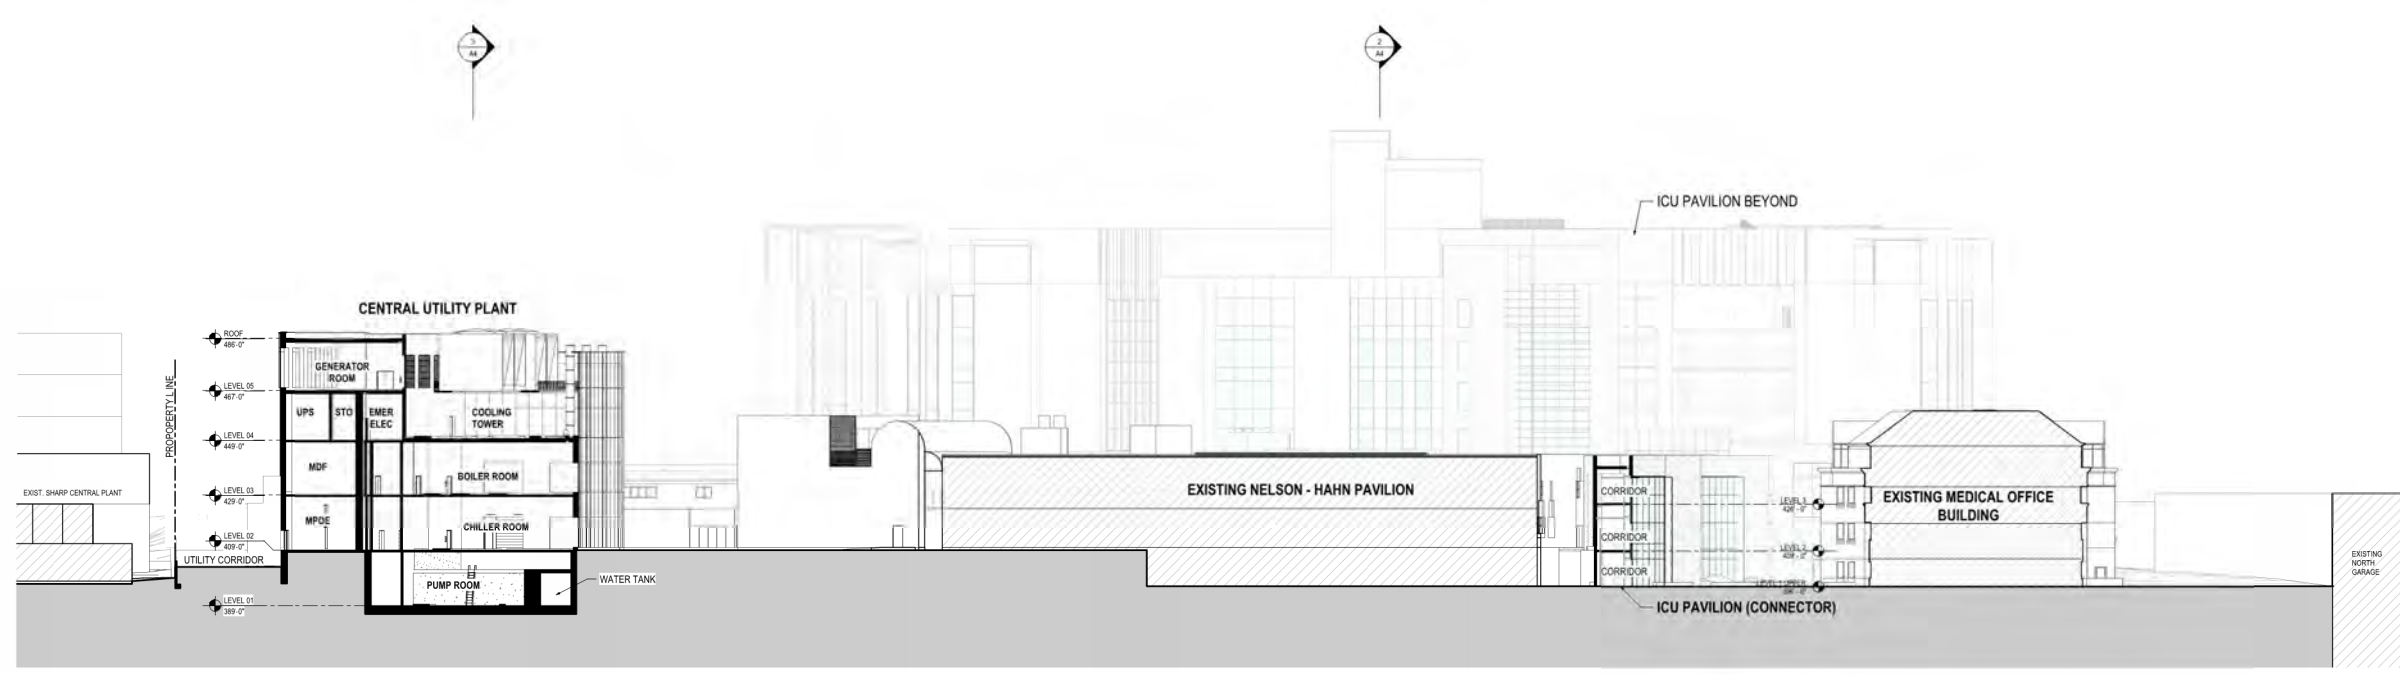 3
A4
2
A4
ICU PAVILION BEYOND
CENTRAL UTILITY PLANT
ROOF
486'-0"
GENERATOR
ROOM
LEVEL 05
467'-0"
UPS
STO
EMER
ELEC
COOLING
TOWER
LEVEL 04
449'-0"
MDF
BOILER ROOM
LEVEL 03
429'-0"
MPOE
CHILLER ROOM
LEVEL 02
409'-0"
UTILITY CORRIDOR
PUMP ROOM
WATER TANK
LEVEL 01
389'-0"
PROPOPERTY LINE
EXIST. SHARP CENTRAL PLANT
EXISTING NELSON - HAHN PAVILION
CORRIDOR
CORRIDOR
CORRIDOR
LEVEL 3
LEVEL 2
EXISTING MEDICAL OFFICE
BUILDING
ICU PAVILION (CONNECTOR)
EXISTING
NORTH
GARAGE